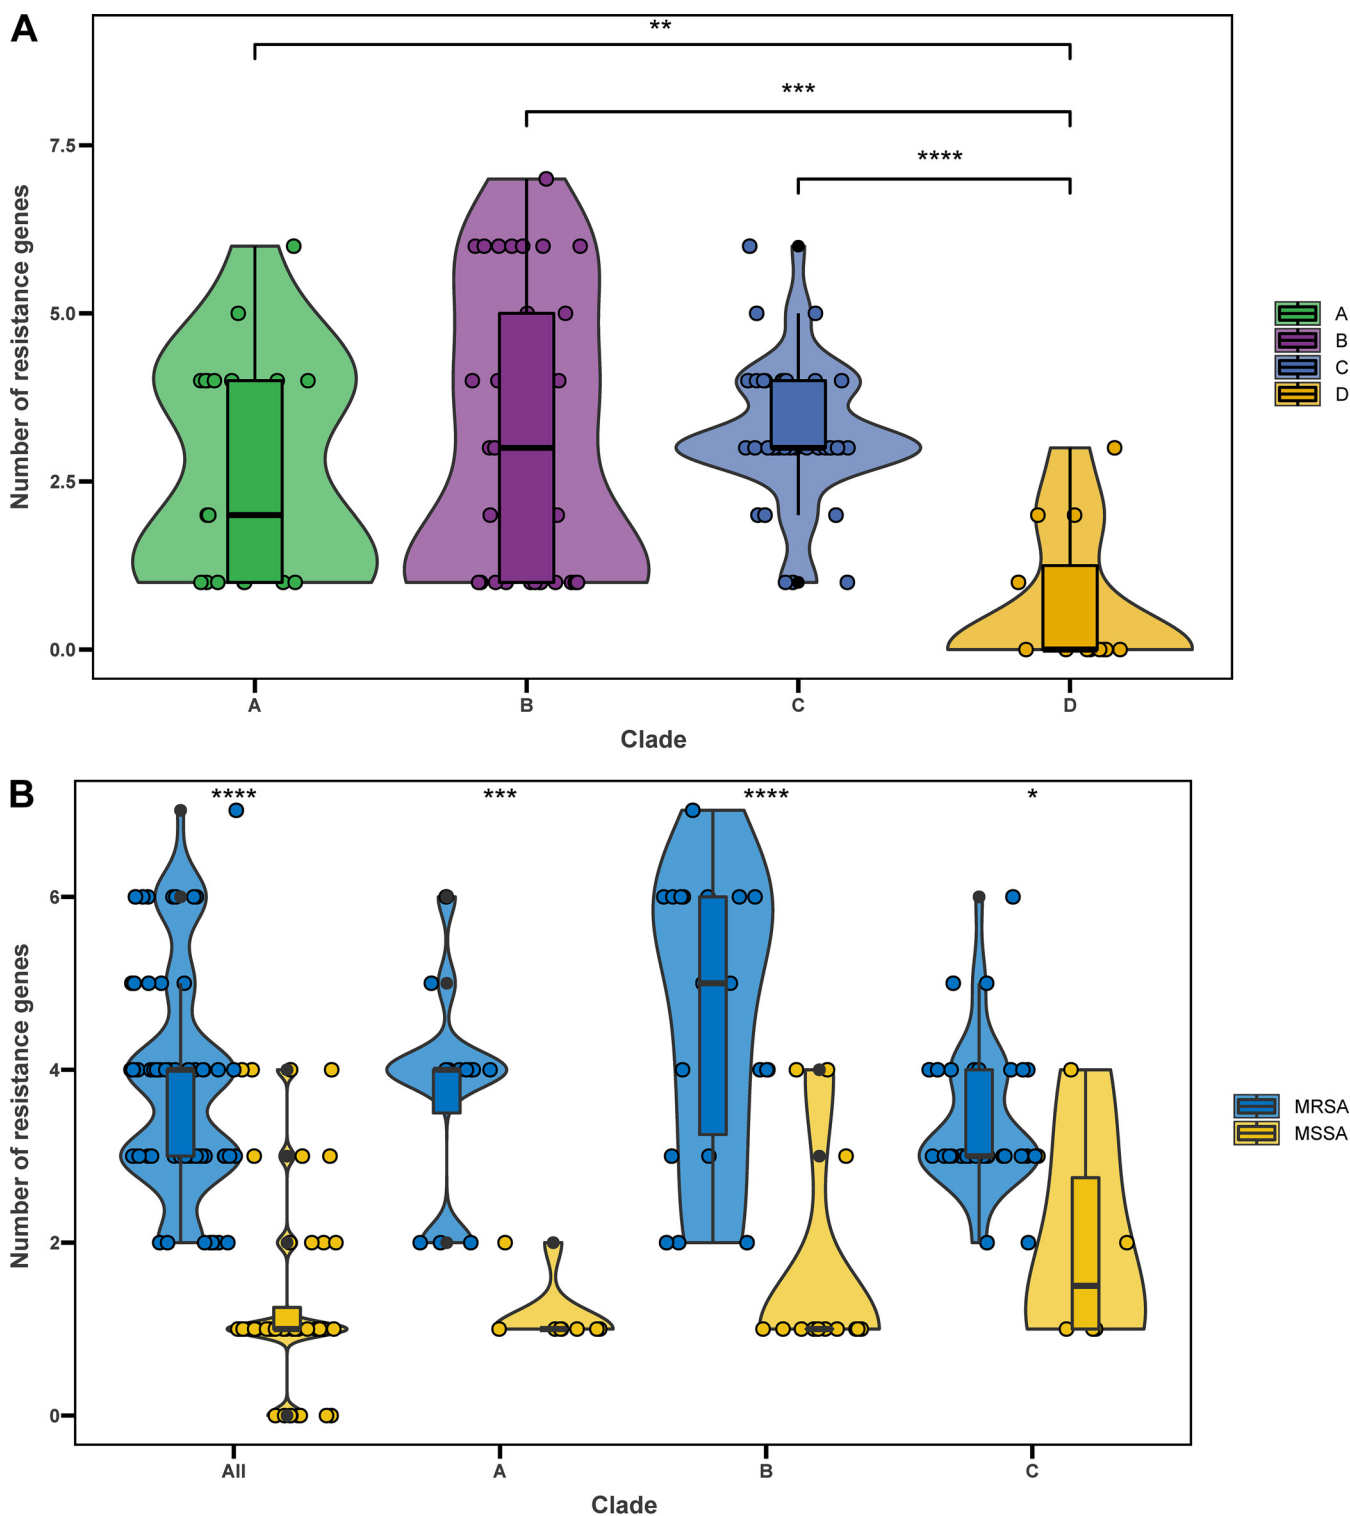 A
**
***
****
7.5
5.0
2.5
0.0
Number of resistance genes
A B C D
Clade
A
B
C
D
B
**** *** **** *
6
4
2
0
Number of resistance genes
All A B C
Clade
MRSA
MSSA